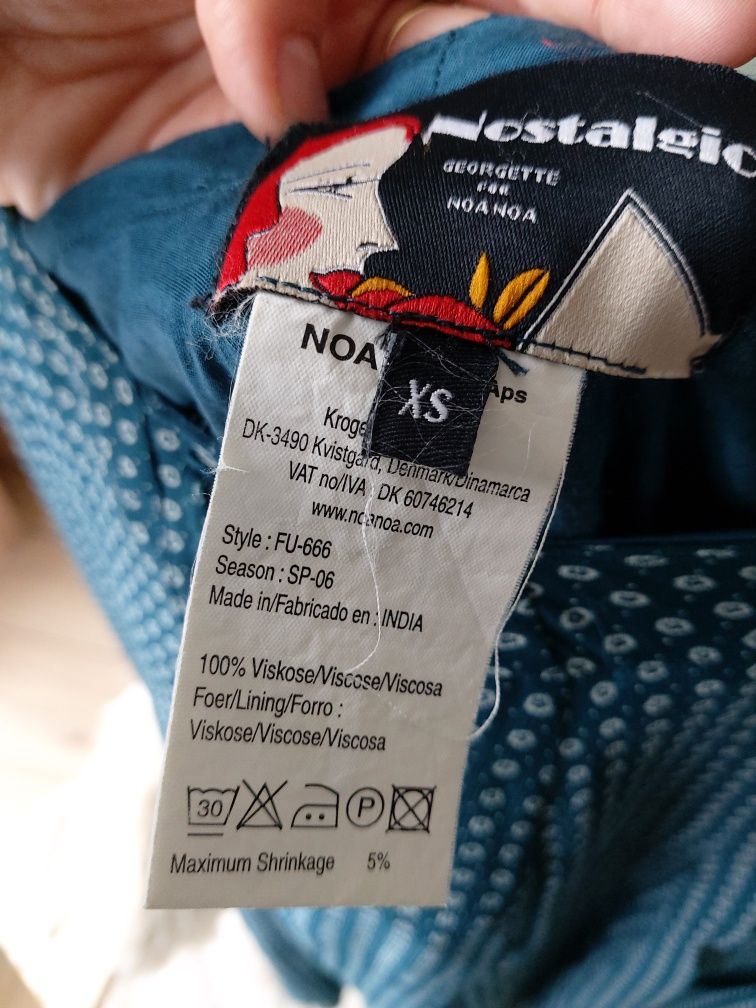 Nostalgic
GEORGETTE
FOR
NOA NOA
NOA
Aps
XS
DK-3490 Kvistgård, Denmark/Dinamarca
VAT no/IVA DK 60746214
www.noanoa.com
Style : FU-666
Season : SP-06
Made in/Fabricado en : INDIA
100% Viskose/Viscose/Viscosa
Foer/Lining/Forro :
Viskose/Viscose/Viscosa
30
P
Maximum Shrinkage 5%